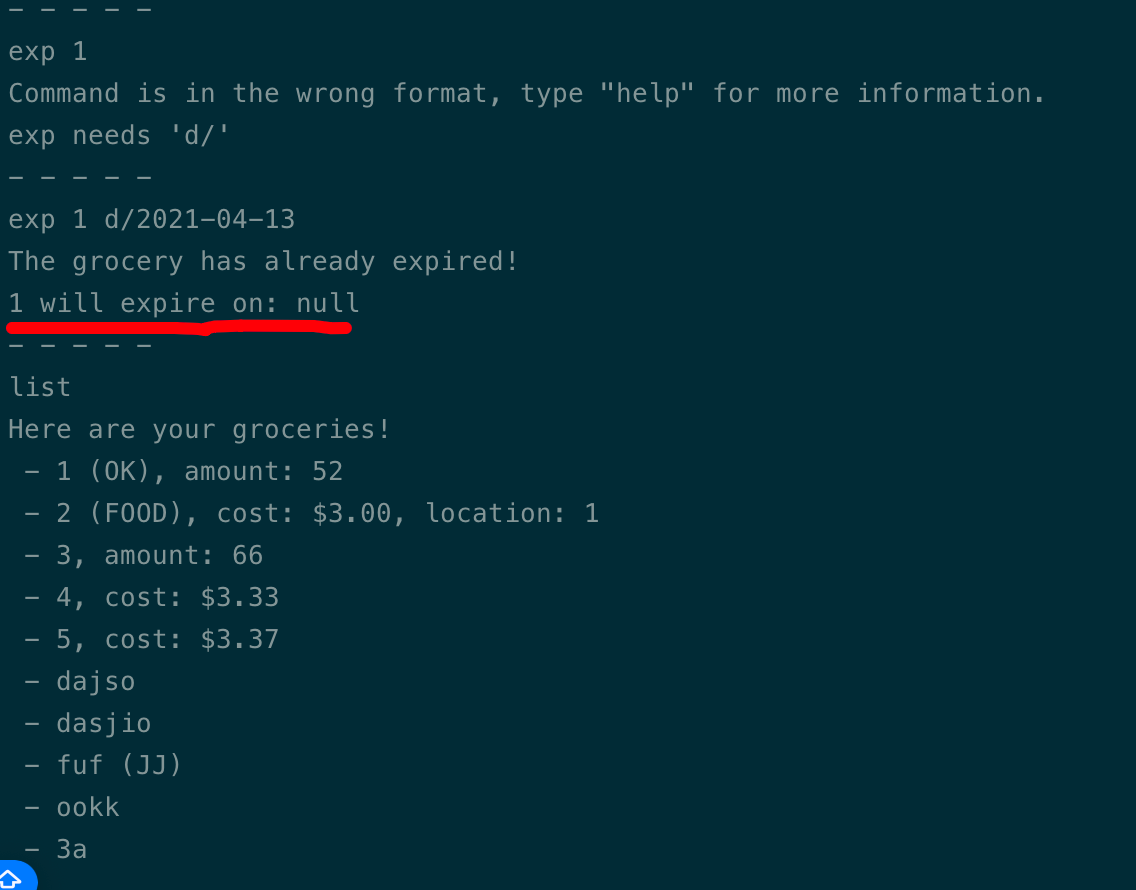 - - - - -
exp 1
Command is in the wrong format, type "help" for more information.
exp needs 'd/'
- - - - -
exp 1 d/2021-04-13
The grocery has already expired!
1 will expire on: null
- - - - -
list
Here are your groceries!
- 1 (OK), amount: 52
- 2 (FOOD), cost: $3.00, location: 1
- 3, amount: 66
- 4, cost: $3.33
- 5, cost: $3.37
- dajso
- dasjio
- fuf (JJ)
- ookk
- 3a